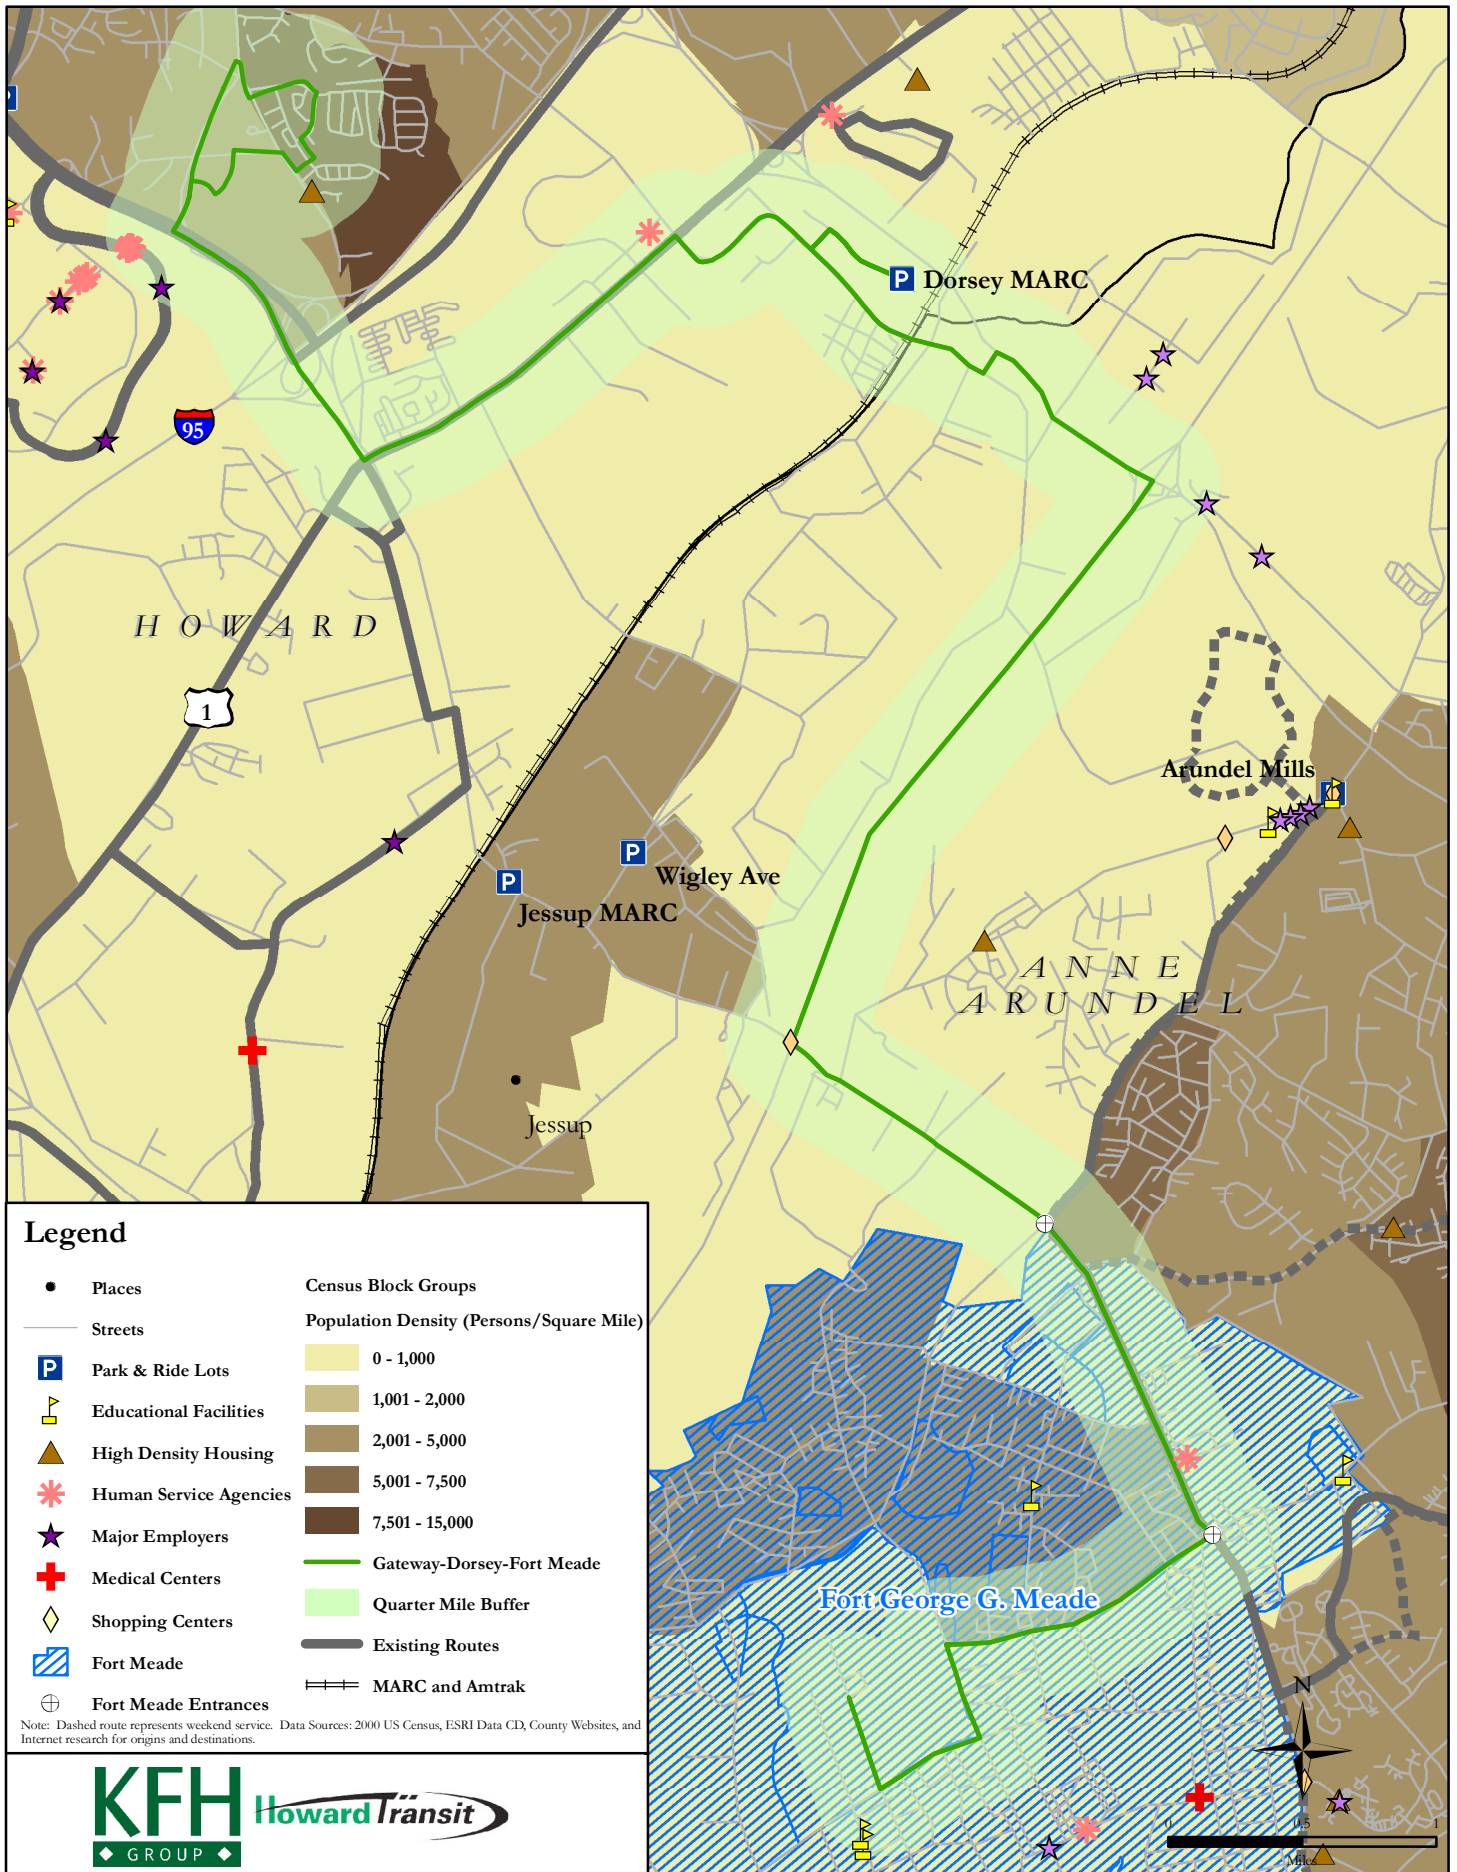 P
P
Dorsey MARC
95
H O W A R D
1
Arundel Mills
P
P
Wigley Ave
P
Jessup MARC
A N N E
A R U N D E L
Jessup
Legend
Places
Streets
P
Park & Ride Lots
Educational Facilities
High Density Housing
Human Service Agencies
Major Employers
Medical Centers
Shopping Centers
Fort Meade
Fort Meade Entrances
Census Block Groups
Population Density (Persons/Square Mile)
0 - 1,000
1,001 - 2,000
2,001 - 5,000
5,001 - 7,500
7,501 - 15,000
Gateway-Dorsey-Fort Meade
Quarter Mile Buffer
Existing Routes
MARC and Amtrak
Note: Dashed route represents weekend service. Data Sources: 2000 US Census, ESRI Data CD, County Websites, and
Internet research for origins and destinations.
Fort George G. Meade
N
0 0.5 1
Miles
KFH
GROUP
Howard Transit